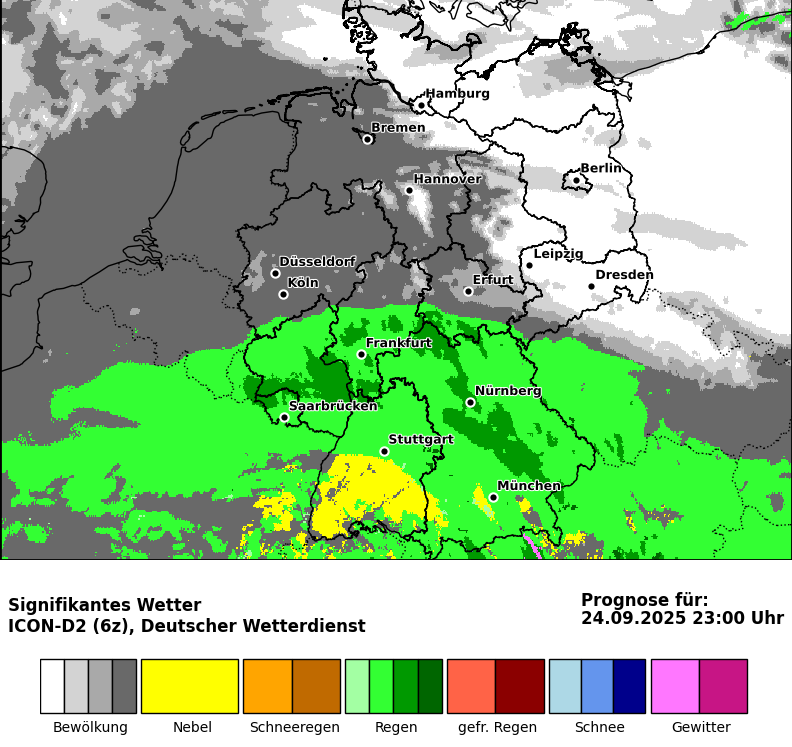 Hamburg
Bremen
Berlin
Hannover
Leipzig
Düsseldorf
Dresden
Köln
Erfurt
Frankfurt
Nürnberg
Saarbrücken
Stuttgart
München
Signifikantes Wetter
ICON-D2 (6z), Deutscher Wetterdienst
Prognose für:
24.09.2025 23:00 Uhr
Bewölkung Nebel Schneeregen Regen gefr. Regen Schnee Gewitter